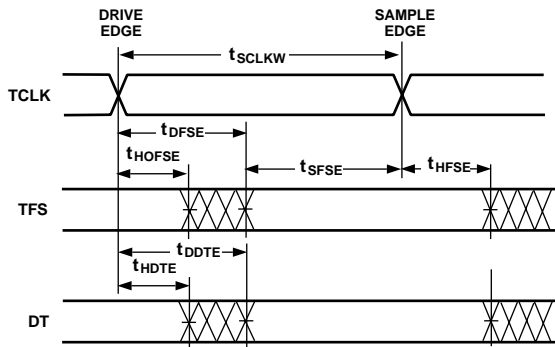 DRIVE
EDGE
SAMPLE
EDGE
tSCLKW
TCLK
tDFSE
tHOFSE
tSFSE
tHFSE
TFS
tDDTE
tHDTE
DT